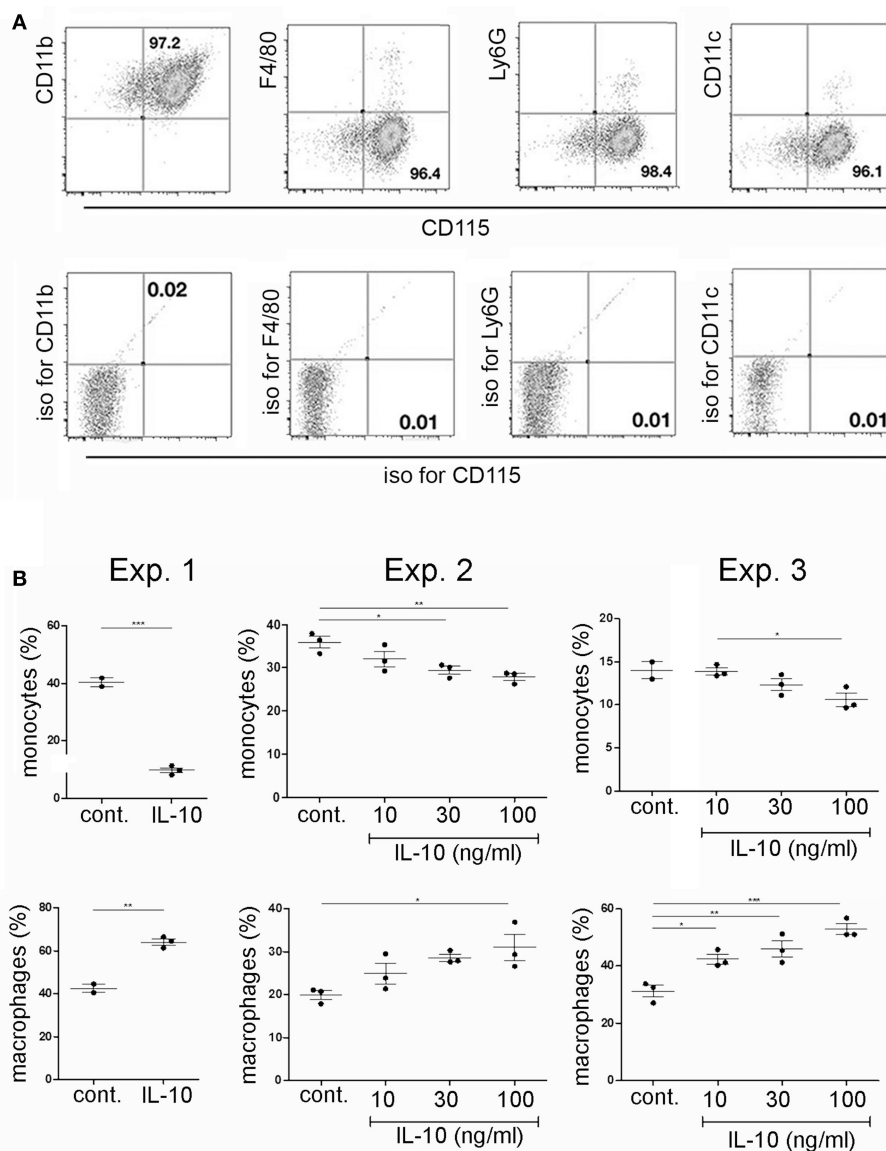 A
CD11b
97.2
F4/80
96.4
Ly6G
98.4
CD11c
96.1
CD115
iso for CD11b
0.02
iso for F4/80
0.01
iso for Ly6G
0.01
iso for CD11c
0.01
iso for CD115
B
Exp. 1
Exp. 2
Exp. 3
monocytes (%)
60
40
20
0
***
cont.
IL-10
monocytes (%)
40
30
20
10
0
**
*
cont.
10
30
100
IL-10 (ng/ml)
monocytes (%)
20
15
10
5
0
*
cont.
10
30
100
IL-10 (ng/ml)
macrophages (%)
80
60
40
20
0
**
cont.
IL-10
macrophages (%)
40
30
20
10
0
*
cont.
10
30
100
IL-10 (ng/ml)
macrophages (%)
60
40
20
0
***
**
*
cont.
10
30
100
IL-10 (ng/ml)